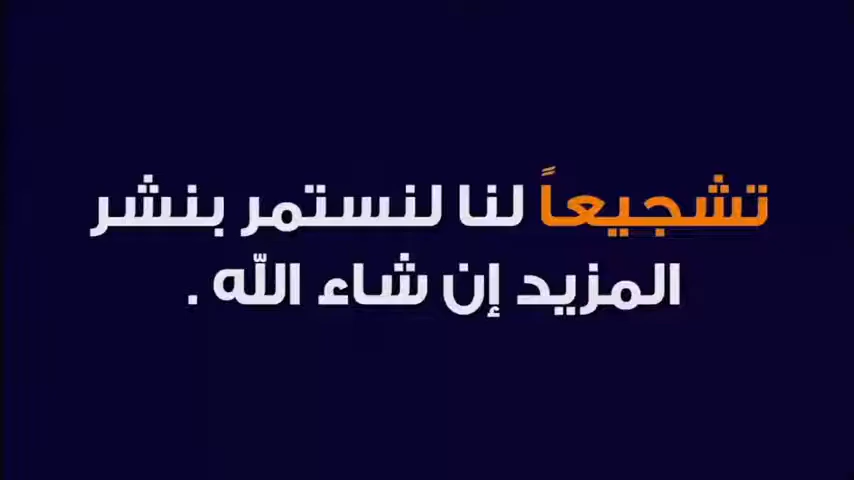 تشجيعاً لنا لنستمر بنشر
المزيد إن شاء الله .